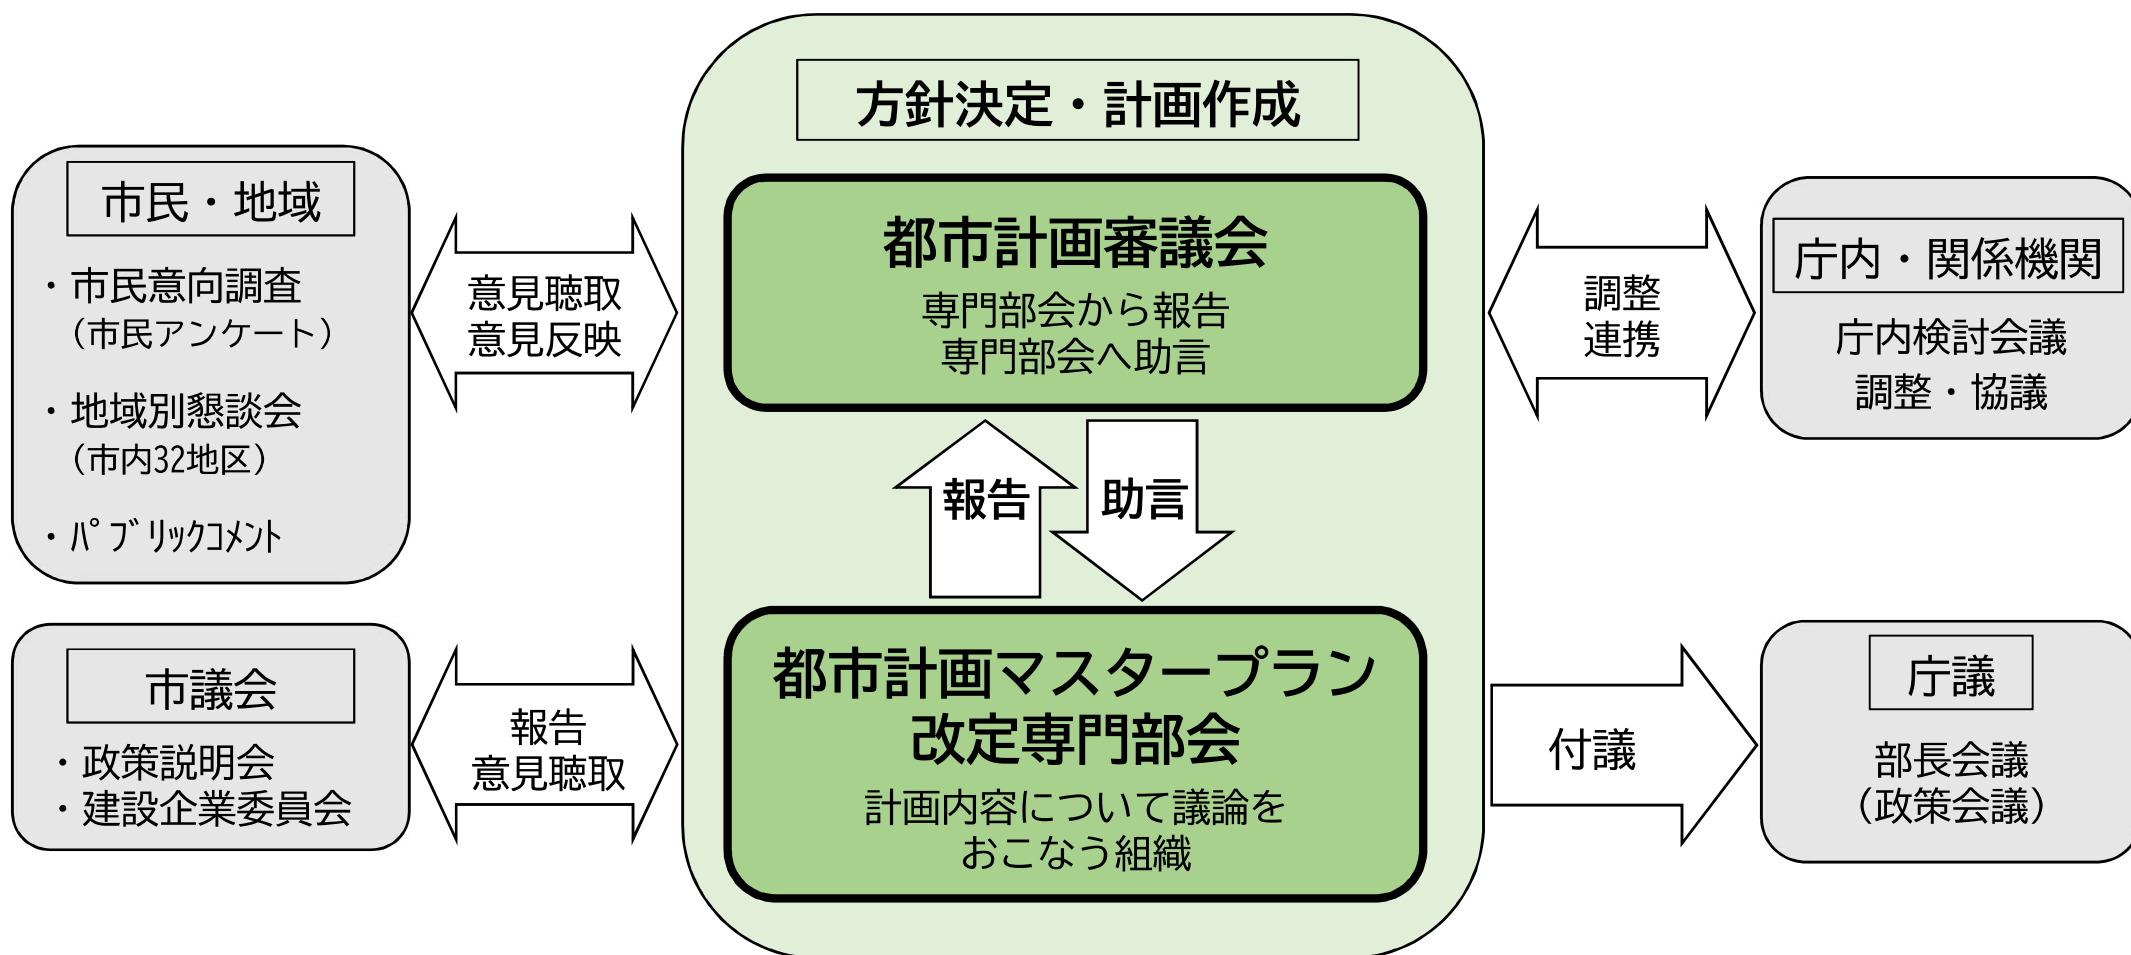 方針決定・計画作成
市民・地域
・市民意向調査
（市民アンケート）
・地域別懇談会
（市内32地区）
・ﾊﾟﾌﾞﾘｯｸｺﾒﾝﾄ
意見聴取
意見反映
都市計画審議会
専門部会から報告
専門部会へ助言
調整
連携
庁内・関係機関
庁内検討会議
調整・協議
報告
助言
市議会
・政策説明会
・建設企業委員会
報告
意見聴取
都市計画マスタープラン
改定専門部会
計画内容について議論を
おこなう組織
付議
庁議
部長会議
（政策会議）